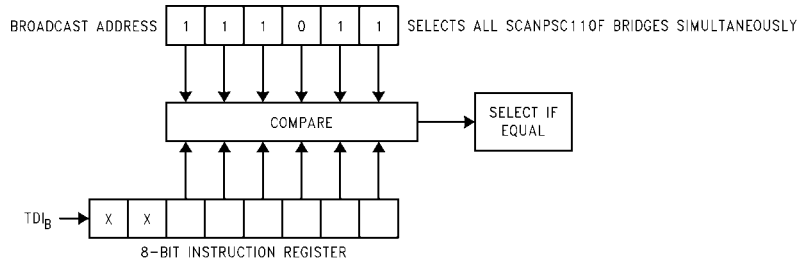 BROADCAST ADDRESS 1 1 1 0 1 1 SELECTS ALL SCANPSC110F BRIDGES SIMULTANEOUSLY
COMPARE
SELECT IF
EQUAL
TDIB X X
8-BIT INSTRUCTION REGISTER